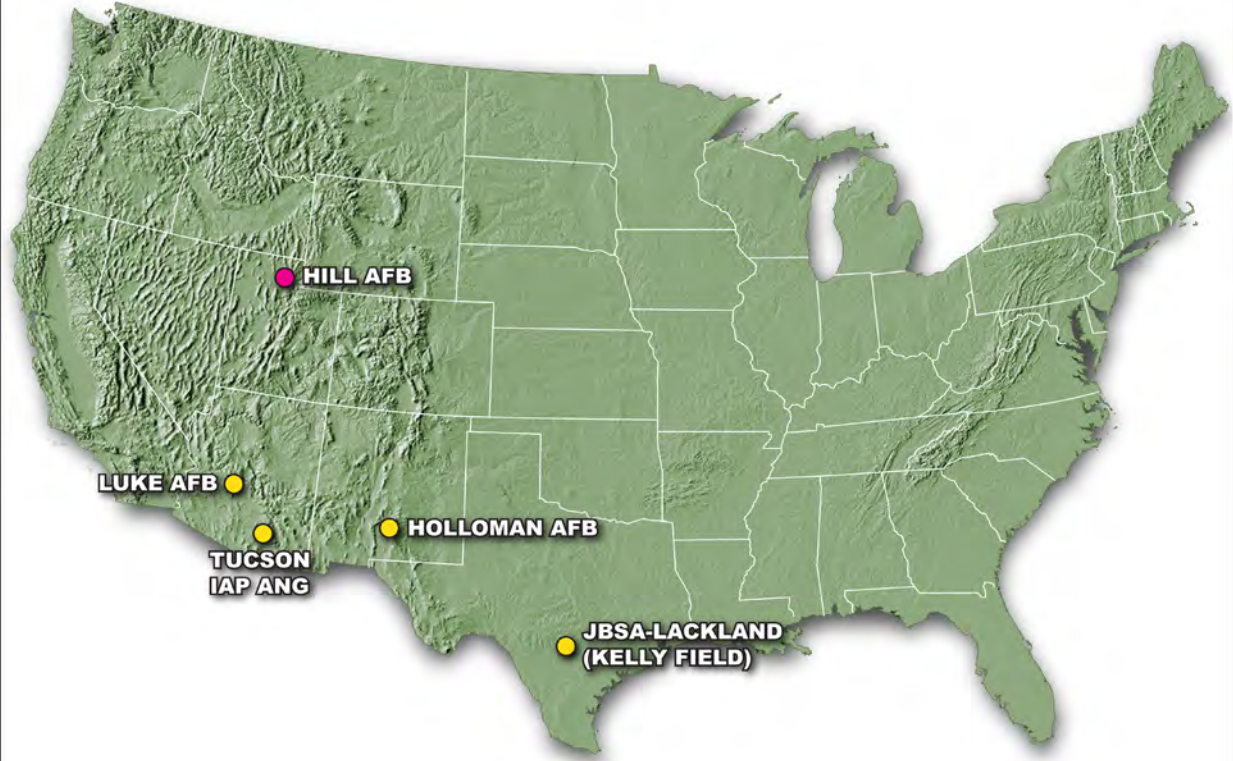 HILL AFB
LUKE AFB
HOLLOMAN AFB
TUCSON
IAP ANG
JBSA-LACKLAND
(KELLY FIELD)